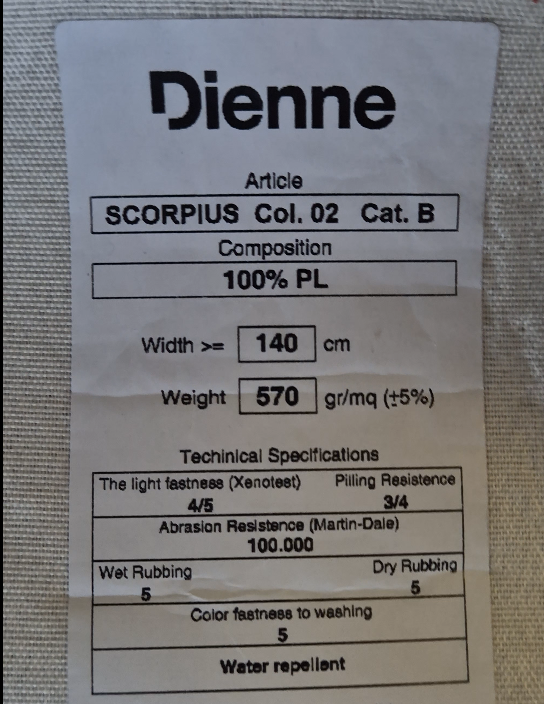 Dienne
Article
SCORPIUS Col. 02 Cat. B
Composition
100% PL
Width >= 140 cm
Weight 570 gr/mq (±5%)
Techinical Specifications
The light fastness (Xenotest) Pilling Resistence
4/5 3/4
Abrasion Resistence (Martin-Dale)
100.000
Wet Rubbing Dry Rubbing
5 5
Color fastness to washing
5
Water repellent